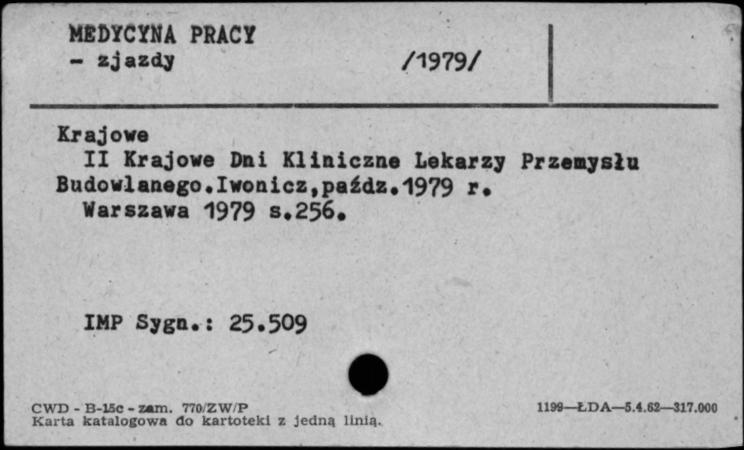 MEDYCYNA PRACY
- zjazdy /1979/
Krajowe
II Krajowe Dni Kliniczne Lekarzy Przemysłu
Budowlanego.Iwonicz,paźdz.1979 r.
Warszawa 1979 s.256.
IMP Sygn.: 25.509
CWD - B-15c - zam. 770/ZW/P
Karta katalogowa do kartoteki z jedną linią.
1199—ŁDA—5.4.62—317.000